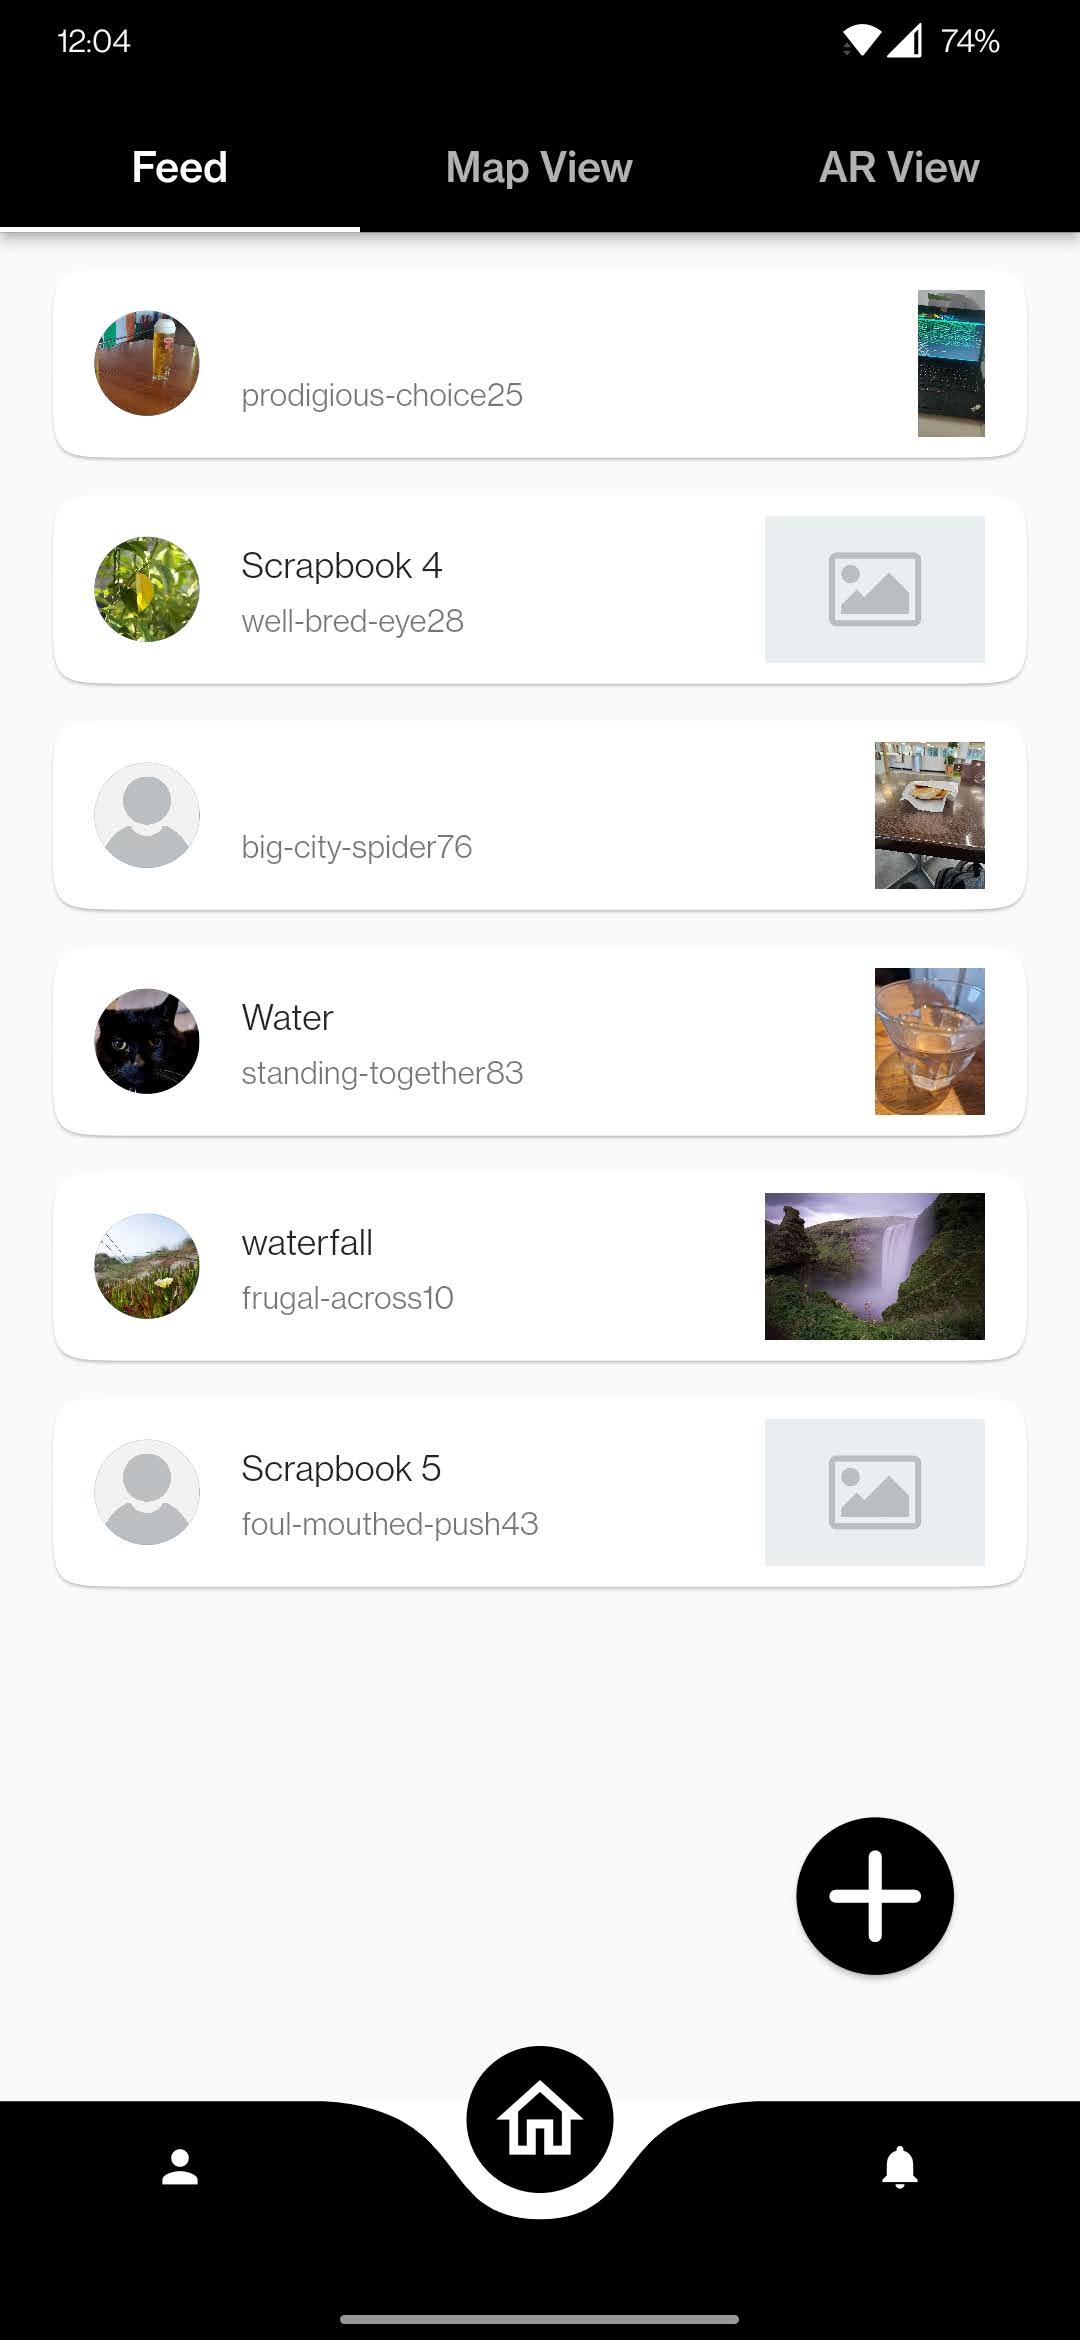 12:04
74%
Feed
Map View
AR View
prodigious-choice25
Scrapbook 4
well-bred-eye28
big-city-spider76
Water
standing-together83
waterfall
frugal-across10
Scrapbook 5
foul-mouthed-push43